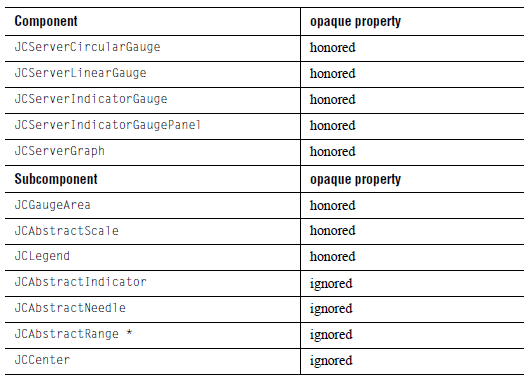 Component opaque property
JCServerCircularGauge honored
JCServerLinearGauge honored
JCServerIndicatorGauge honored
JCServerIndicatorGaugePanel honored
JCServerGraph honored
Subcomponent opaque property
JCGaugeArea honored
JCAbstractScale honored
JCLegend honored
JCAbstractIndicator ignored
JCAbstractNeedle ignored
JCAbstractRange * ignored
JCCenter ignored